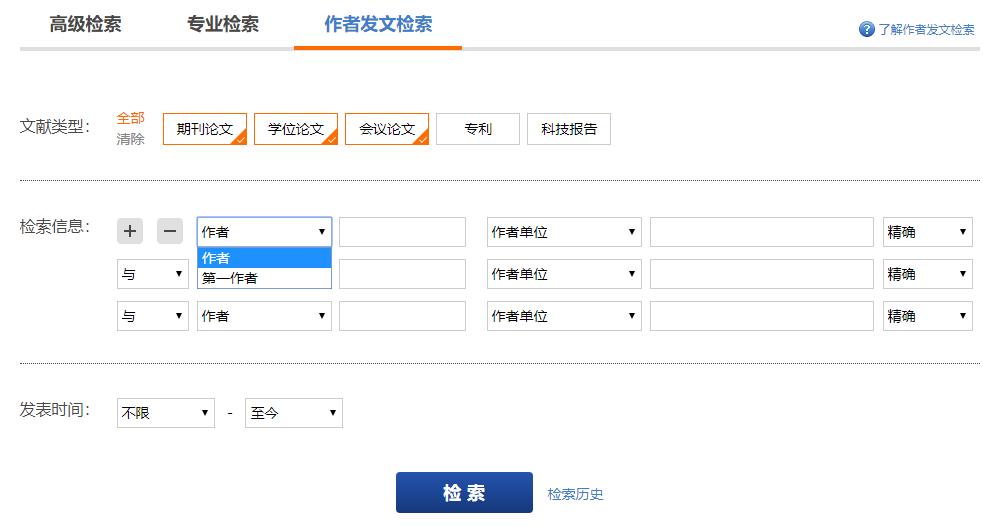 高级检索 专业检索 作者发文检索
? 了解作者发文检索
文献类型： 全部 清除 期刊论文 学位论文 会议论文 专利 科技报告
检索信息： + − 作者 作者单位 精确
作者
第一作者
与 作者单位 精确
与 作者 作者单位 精确
发表时间： 不限 - 至今
检索 检索历史